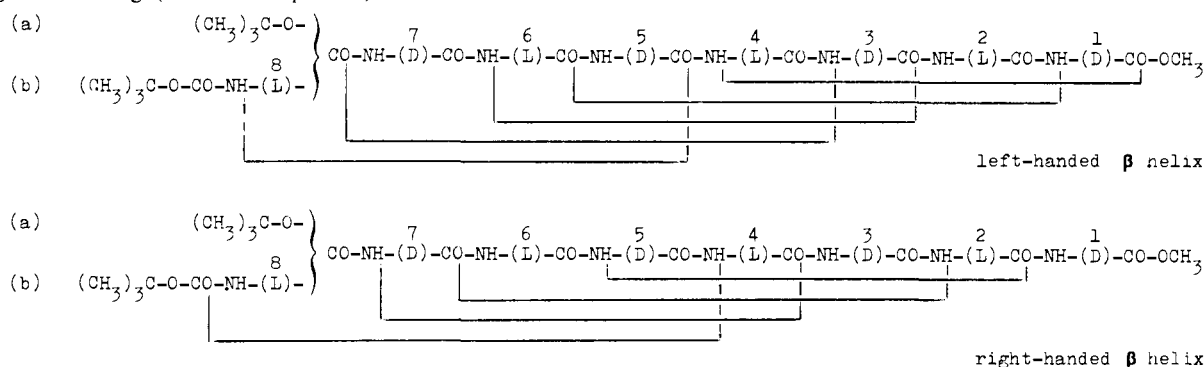 (a) (CH3)3C-O-
7 6 5 4 3 2 1
CO-NH-(D)-CO-NH-(L)-CO-NH-(D)-CO-NH-(L)-CO-NH-(D)-CO-NH-(L)-CO-NH-(D)-CO-OCH3
8
(b) (CH3)3C-O-CO-NH-(L)-
left-handed β helix
(a) (CH3)3C-O-
7 6 5 4 3 2 1
CO-NH-(D)-CO-NH-(L)-CO-NH-(D)-CO-NH-(L)-CO-NH-(D)-CO-NH-(L)-CO-NH-(D)-CO-OCH3
8
(b) (CH3)3C-O-CO-NH-(L)-
right-handed β helix